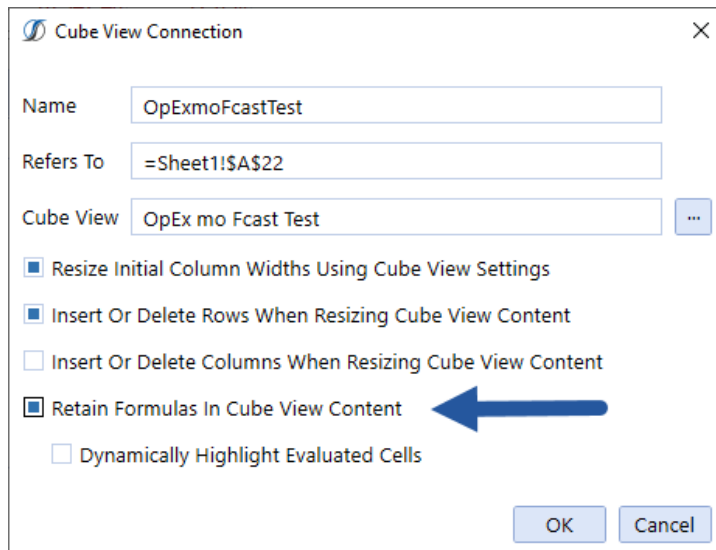 Cube View Connection
Name OpExmoFcastTest
Refers To =Sheet1!$A$22
Cube View OpEx mo Fcast Test ...
Resize Initial Column Widths Using Cube View Settings
Insert Or Delete Rows When Resizing Cube View Content
Insert Or Delete Columns When Resizing Cube View Content
Retain Formulas In Cube View Content
Dynamically Highlight Evaluated Cells
OK Cancel